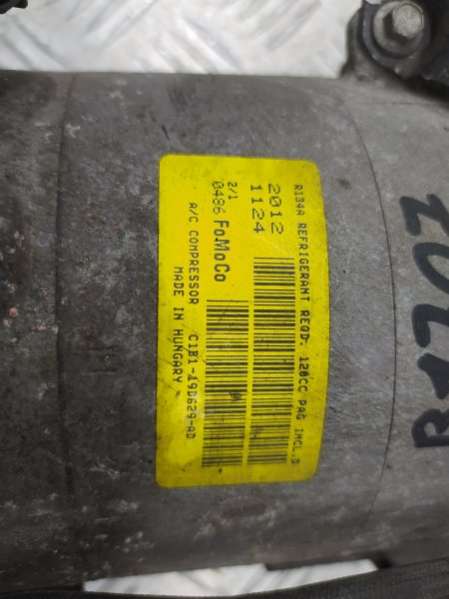 R134A REFRIGERANT REQD. 120CC PAG INCL.
2012
1124
2/1
0486 FoMoCo
A/C COMPRESSOR C1B1-19D629-AD
MADE IN HUNGARY